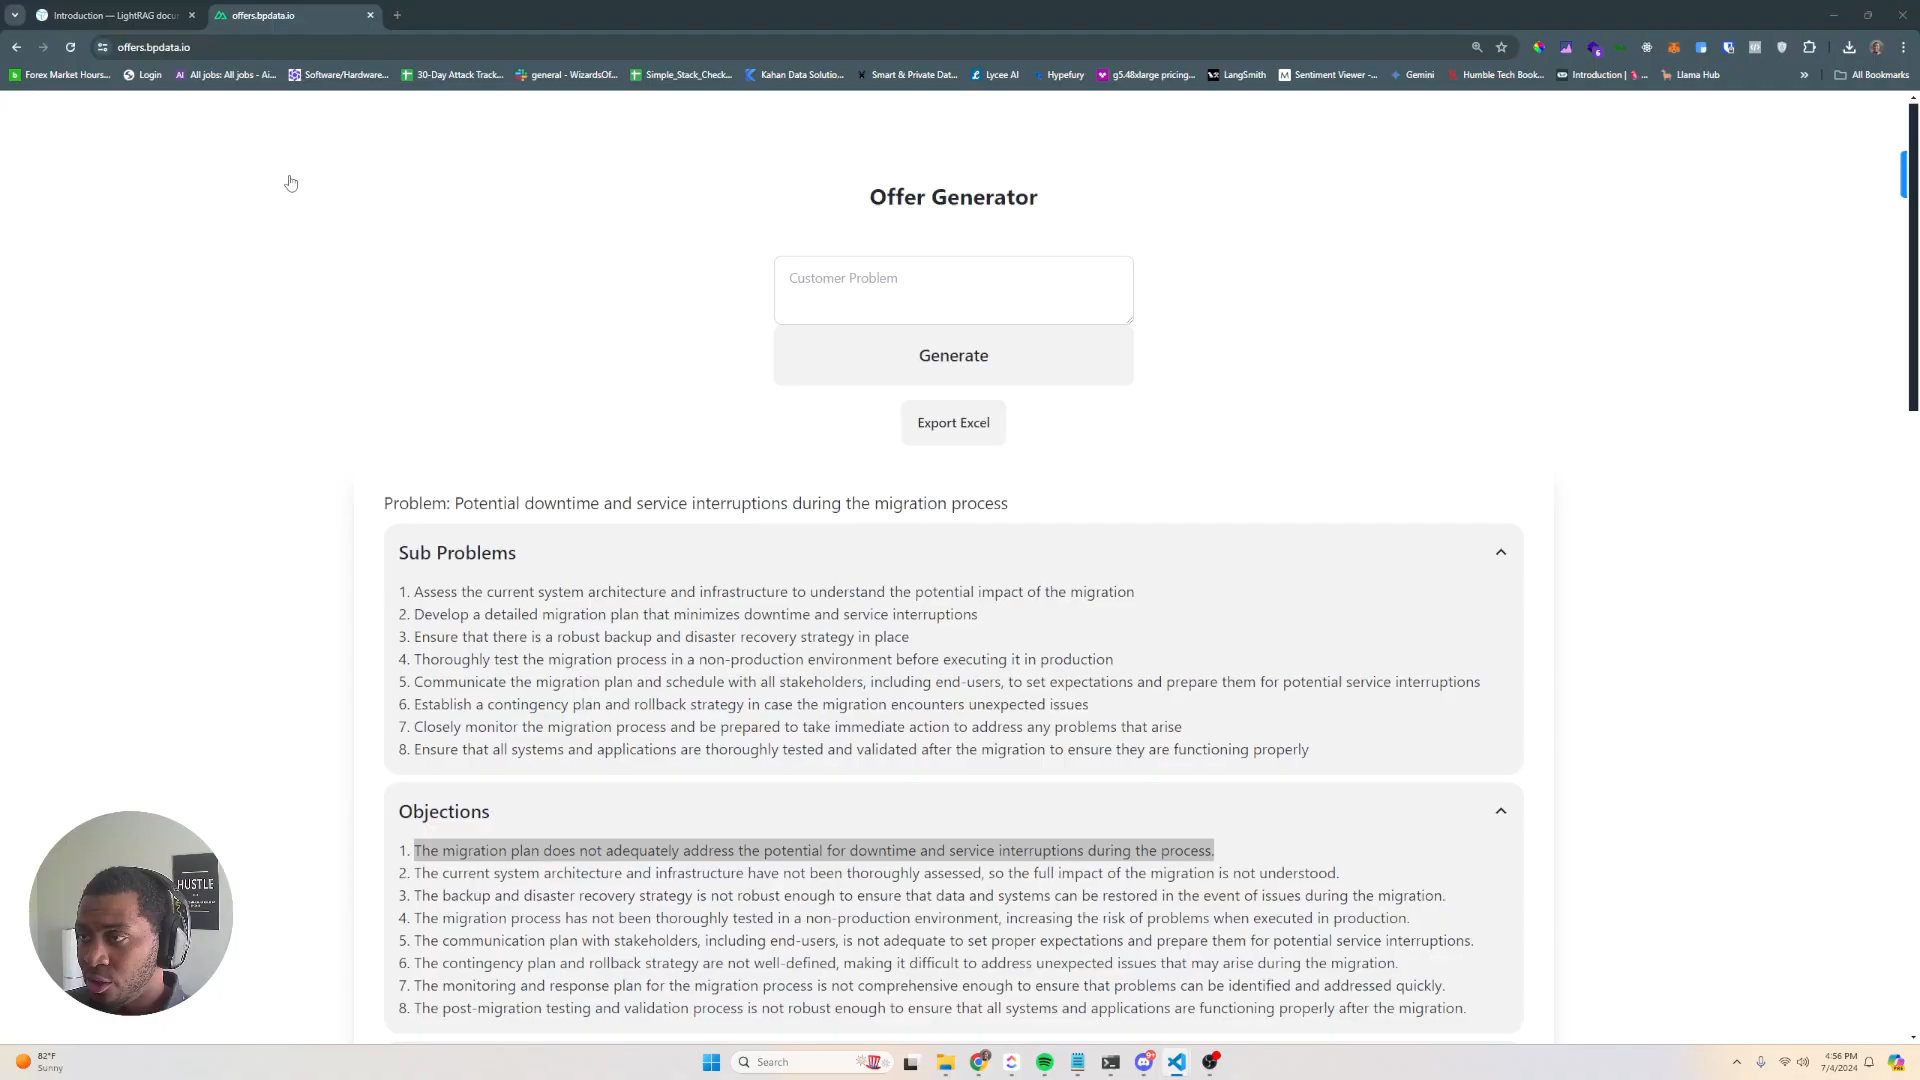 Introduction — LightRAG docu
offers.bpdata.io
offers.bpdata.io
Forex Market Hours...
Login
All jobs: All jobs - Ai...
Software/Hardware...
30-Day Attack Track...
general - WizardsOf...
Simple_Stack_Check...
Kahan Data Solutio...
Smart & Private Dat...
Lycee AI
Hypefury
g5.48xlarge pricing...
LangSmith
Sentiment Viewer -...
Gemini
Humble Tech Book...
Introduction | ...
Llama Hub
All Bookmarks
Offer Generator
Customer Problem
Generate
Export Excel
Problem: Potential downtime and service interruptions during the migration process
Sub Problems
1. Assess the current system architecture and infrastructure to understand the potential impact of the migration
2. Develop a detailed migration plan that minimizes downtime and service interruptions
3. Ensure that there is a robust backup and disaster recovery strategy in place
4. Thoroughly test the migration process in a non-production environment before executing it in production
5. Communicate the migration plan and schedule with all stakeholders, including end-users, to set expectations and prepare them for potential service interruptions
6. Establish a contingency plan and rollback strategy in case the migration encounters unexpected issues
7. Closely monitor the migration process and be prepared to take immediate action to address any problems that arise
8. Ensure that all systems and applications are thoroughly tested and validated after the migration to ensure they are functioning properly
Objections
1. The migration plan does not adequately address the potential for downtime and service interruptions during the process.
2. The current system architecture and infrastructure have not been thoroughly assessed, so the full impact of the migration is not understood.
3. The backup and disaster recovery strategy is not robust enough to ensure that data and systems can be restored in the event of issues during the migration.
4. The migration process has not been thoroughly tested in a non-production environment, increasing the risk of problems when executed in production.
5. The communication plan with stakeholders, including end-users, is not adequate to set proper expectations and prepare them for potential service interruptions.
6. The contingency plan and rollback strategy are not well-defined, making it difficult to address unexpected issues that may arise during the migration.
7. The monitoring and response plan for the migration process is not comprehensive enough to ensure that problems can be identified and addressed quickly.
8. The post-migration testing and validation process is not robust enough to ensure that all systems and applications are functioning properly after the migration.
HUSTLE
82°F
Sunny
Search
4:56 PM
7/4/2024